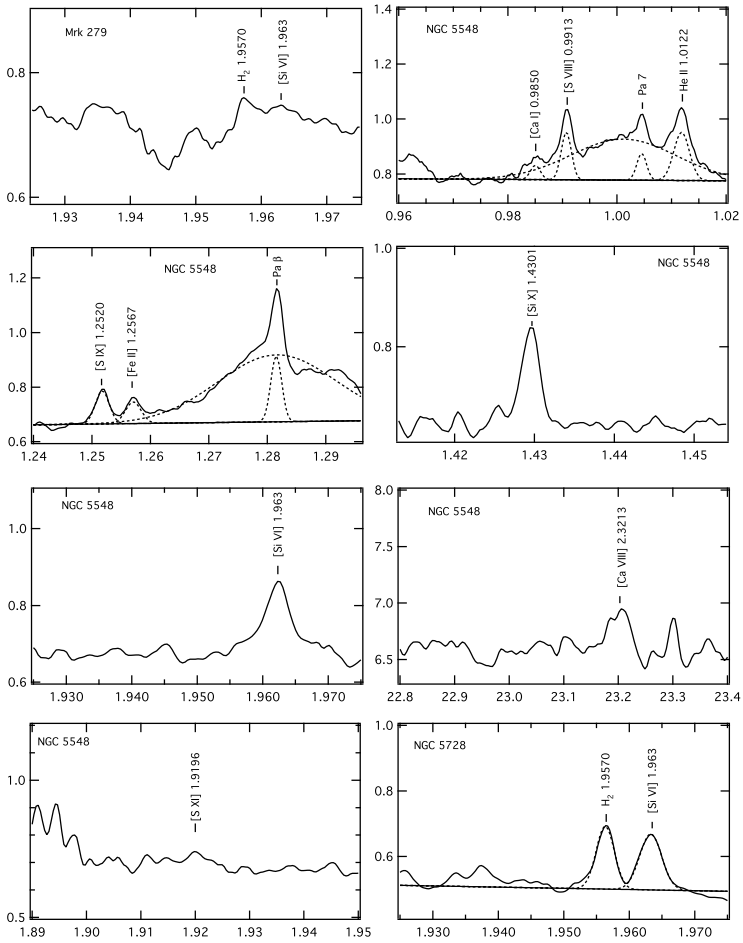 Mrk 279
H2 1.9570
[Si VI] 1.963
0.8
0.6
1.93
1.94
1.95
1.96
1.97
NGC 5548
[Ca I] 0.9850
[S VIII] 0.9913
Pa 7
He II 1.0122
1.4
1.2
1.0
0.8
0.96
0.98
1.00
1.02
NGC 5548
[S IX] 1.2520
[Fe II] 1.2567
Pa β
1.2
1.0
0.8
0.6
1.24
1.25
1.26
1.27
1.28
1.29
NGC 5548
[Si X] 1.4301
1.0
0.8
1.42
1.43
1.44
1.45
NGC 5548
[Si VI] 1.963
1.0
0.8
0.6
1.930
1.940
1.950
1.960
1.970
NGC 5548
[Ca VIII] 2.3213
8.0
7.5
7.0
6.5
22.8
22.9
23.0
23.1
23.2
23.3
23.4
NGC 5548
[S XI] 1.9196
1.0
0.5
1.89
1.90
1.91
1.92
1.93
1.94
1.95
NGC 5728
H2 1.9570
[Si VI] 1.963
1.0
0.8
0.6
1.930
1.940
1.950
1.960
1.970